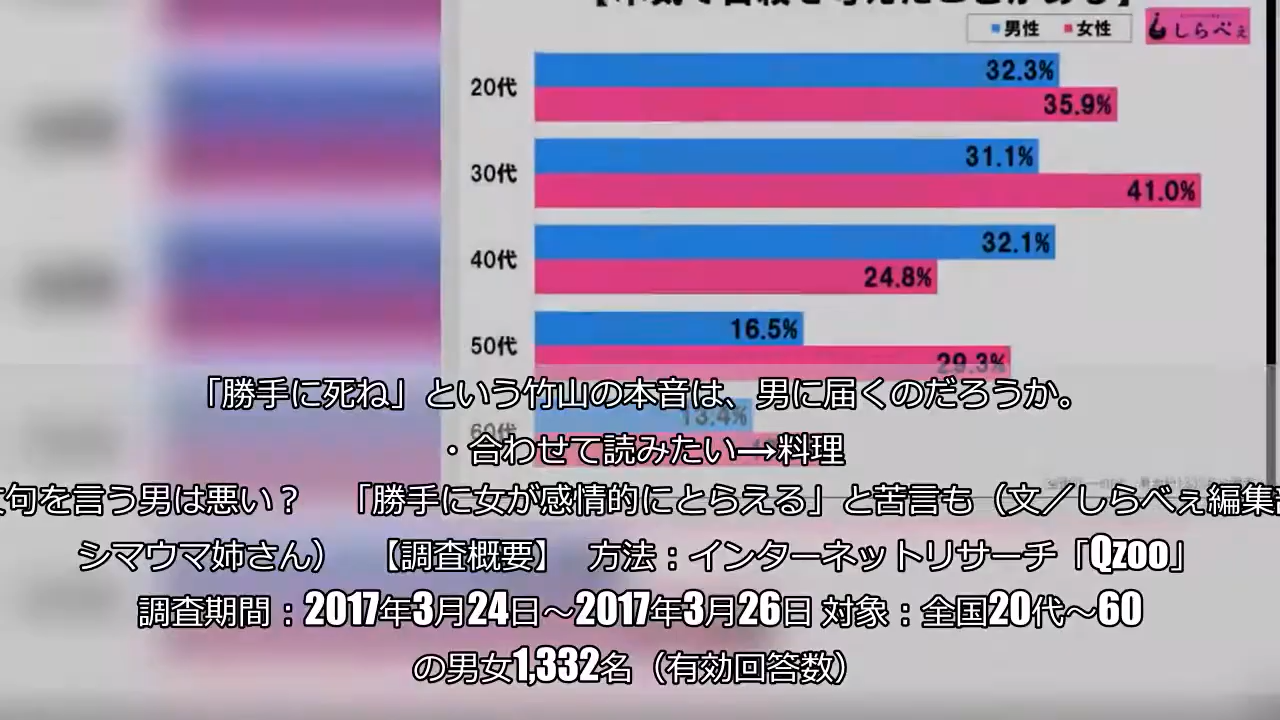 ■男性 ■女性 しらべぇ
20代 32.3%
35.9%
30代 31.1%
41.0%
40代 32.1%
24.8%
50代 16.5%
29.3%
60代 13.4%
「勝手に死ね」という竹山の本音は、男に届くのだろうか。
・合わせて読みたい→料理
句を言う男は悪い? 「勝手に女が感情的にとらえる」と苦言も（文／しらべぇ編集
シマウマ姉さん） 【調査概要】 方法：インターネットリサーチ「Qzoo」
調査期間：2017年3月24日～2017年3月26日 対象：全国20代～60
の男女1,332名（有効回答数）